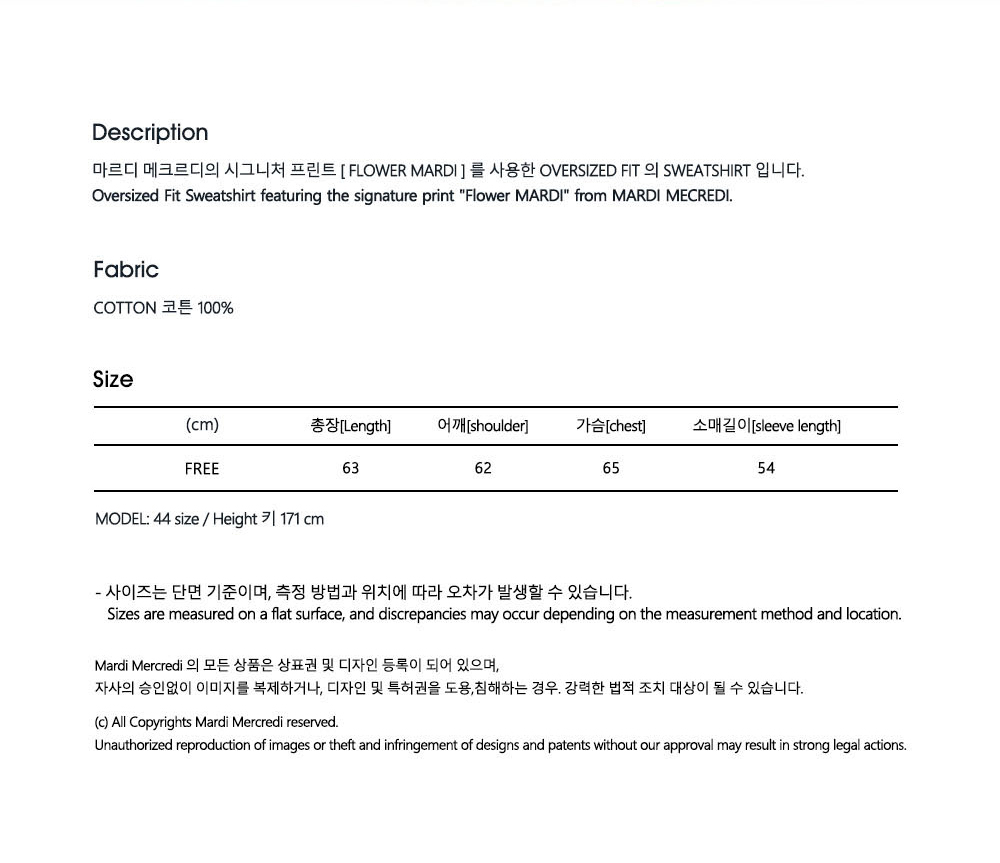 Description
마르디 메크르디의 시그니처 프린트 [ FLOWER MARDI ] 를 사용한 OVERSIZED FIT 의 SWEATSHIRT 입니다.
Oversized Fit Sweatshirt featuring the signature print "Flower MARDI" from MARDI MECREDI.
Fabric
COTTON 코튼 100%
Size
(cm) 총장[Length] 어깨[shoulder] 가슴[chest] 소매길이[sleeve length]
FREE 63 62 65 54
MODEL: 44 size / Height 키 171 cm
- 사이즈는 단면 기준이며, 측정 방법과 위치에 따라 오차가 발생할 수 있습니다.
Sizes are measured on a flat surface, and discrepancies may occur depending on the measurement method and location.
Mardi Mercredi 의 모든 상품은 상표권 및 디자인 등록이 되어 있으며,
자사의 승인없이 이미지를 복제하거나, 디자인 및 특허권을 도용,침해하는 경우. 강력한 법적 조치 대상이 될 수 있습니다.
(c) All Copyrights Mardi Mercredi reserved.
Unauthorized reproduction of images or theft and infringement of designs and patents without our approval may result in strong legal actions.